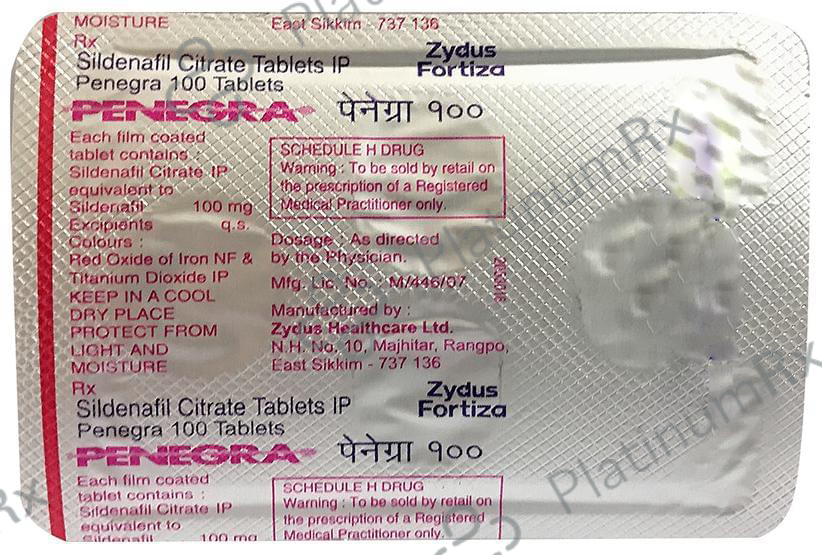 MOISTURE East Sikkim - 737 136
Rx
Sildenafil Citrate Tablets IP Zydus
Penegra 100 Tablets Fortiza
PENEGRA पेनेग्रा १००
Each film coated
tablet contains :
Sildenafil Citrate IP
equivalent to
Sildenafil 100 mg
Excipients q.s.
Colours :
Red Oxide of Iron NF &
Titanium Dioxide IP
KEEP IN A COOL
DRY PLACE
PROTECT FROM
LIGHT AND
MOISTURE
SCHEDULE H DRUG
Warning : To be sold by retail on
the prescription of a Registered
Medical Practitioner only.
Dosage : As directed
by the Physician.
Mfg. Lic. No. : M/446/07
Manufactured by :
Zydus Healthcare Ltd.
N.H. No. 10, Majhitar, Rangpo,
East Sikkim - 737 136
Rx
Sildenafil Citrate Tablets IP Zydus
Penegra 100 Tablets Fortiza
PENEGRA पेनेग्रा १००
Each film coated
tablet contains :
Sildenafil Citrate IP
equivalent to
Sildenafil 100 mg
SCHEDULE H DRUG
Warning : To be sold by retail on
the prescription of a Registered
Medical Practitioner only.
PlatinumRx
PlatinumRx
Rx